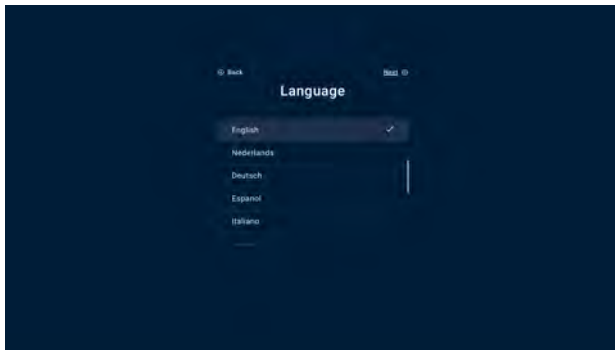 Back Next
Language
English
Nederlands
Deutsch
Espanol
Italiano